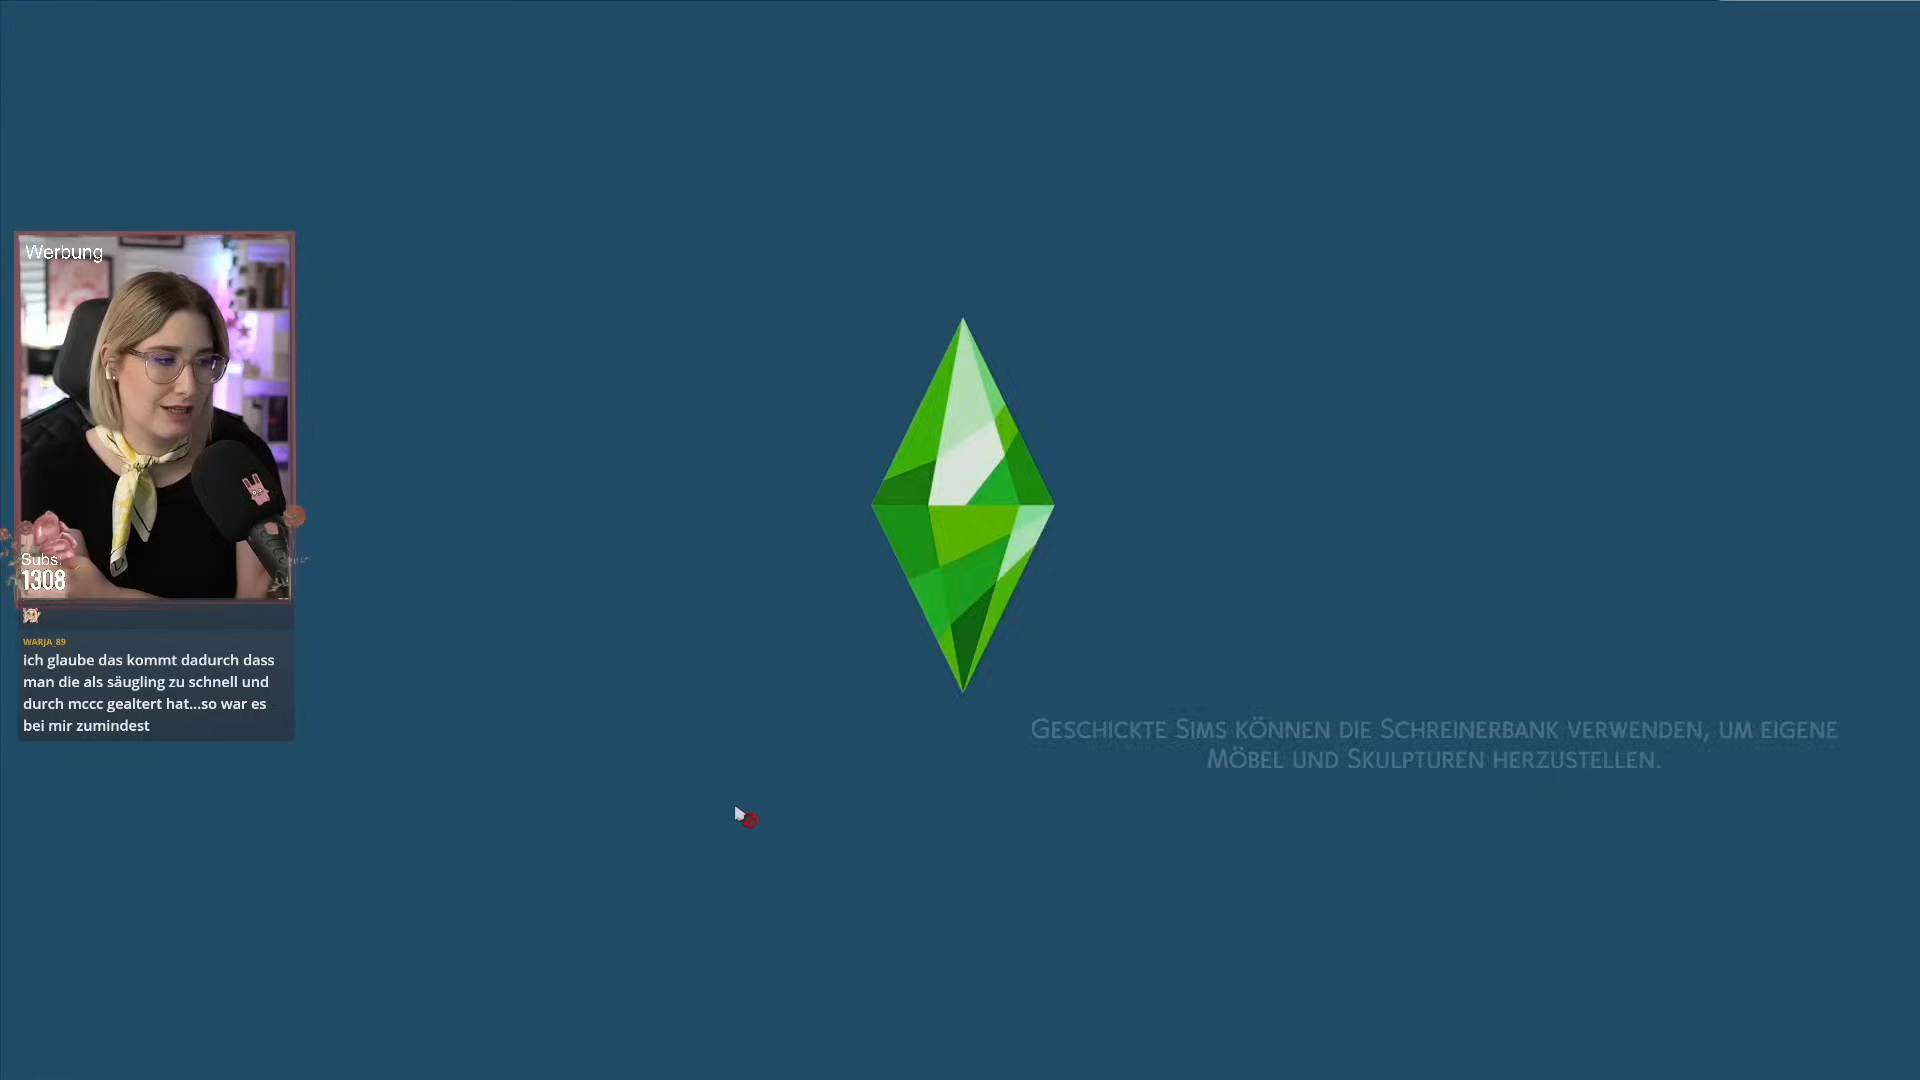 Werbung
Subs:
1308
WARJA_89
ich glaube das kommt dadurch dass
man die als säugling zu schnell und
durch mccc gealtert hat...so war es
bei mir zumindest
Geschickte Sims können die Schreinerbank verwenden, um eigene
Möbel und Skulpturen herzustellen.